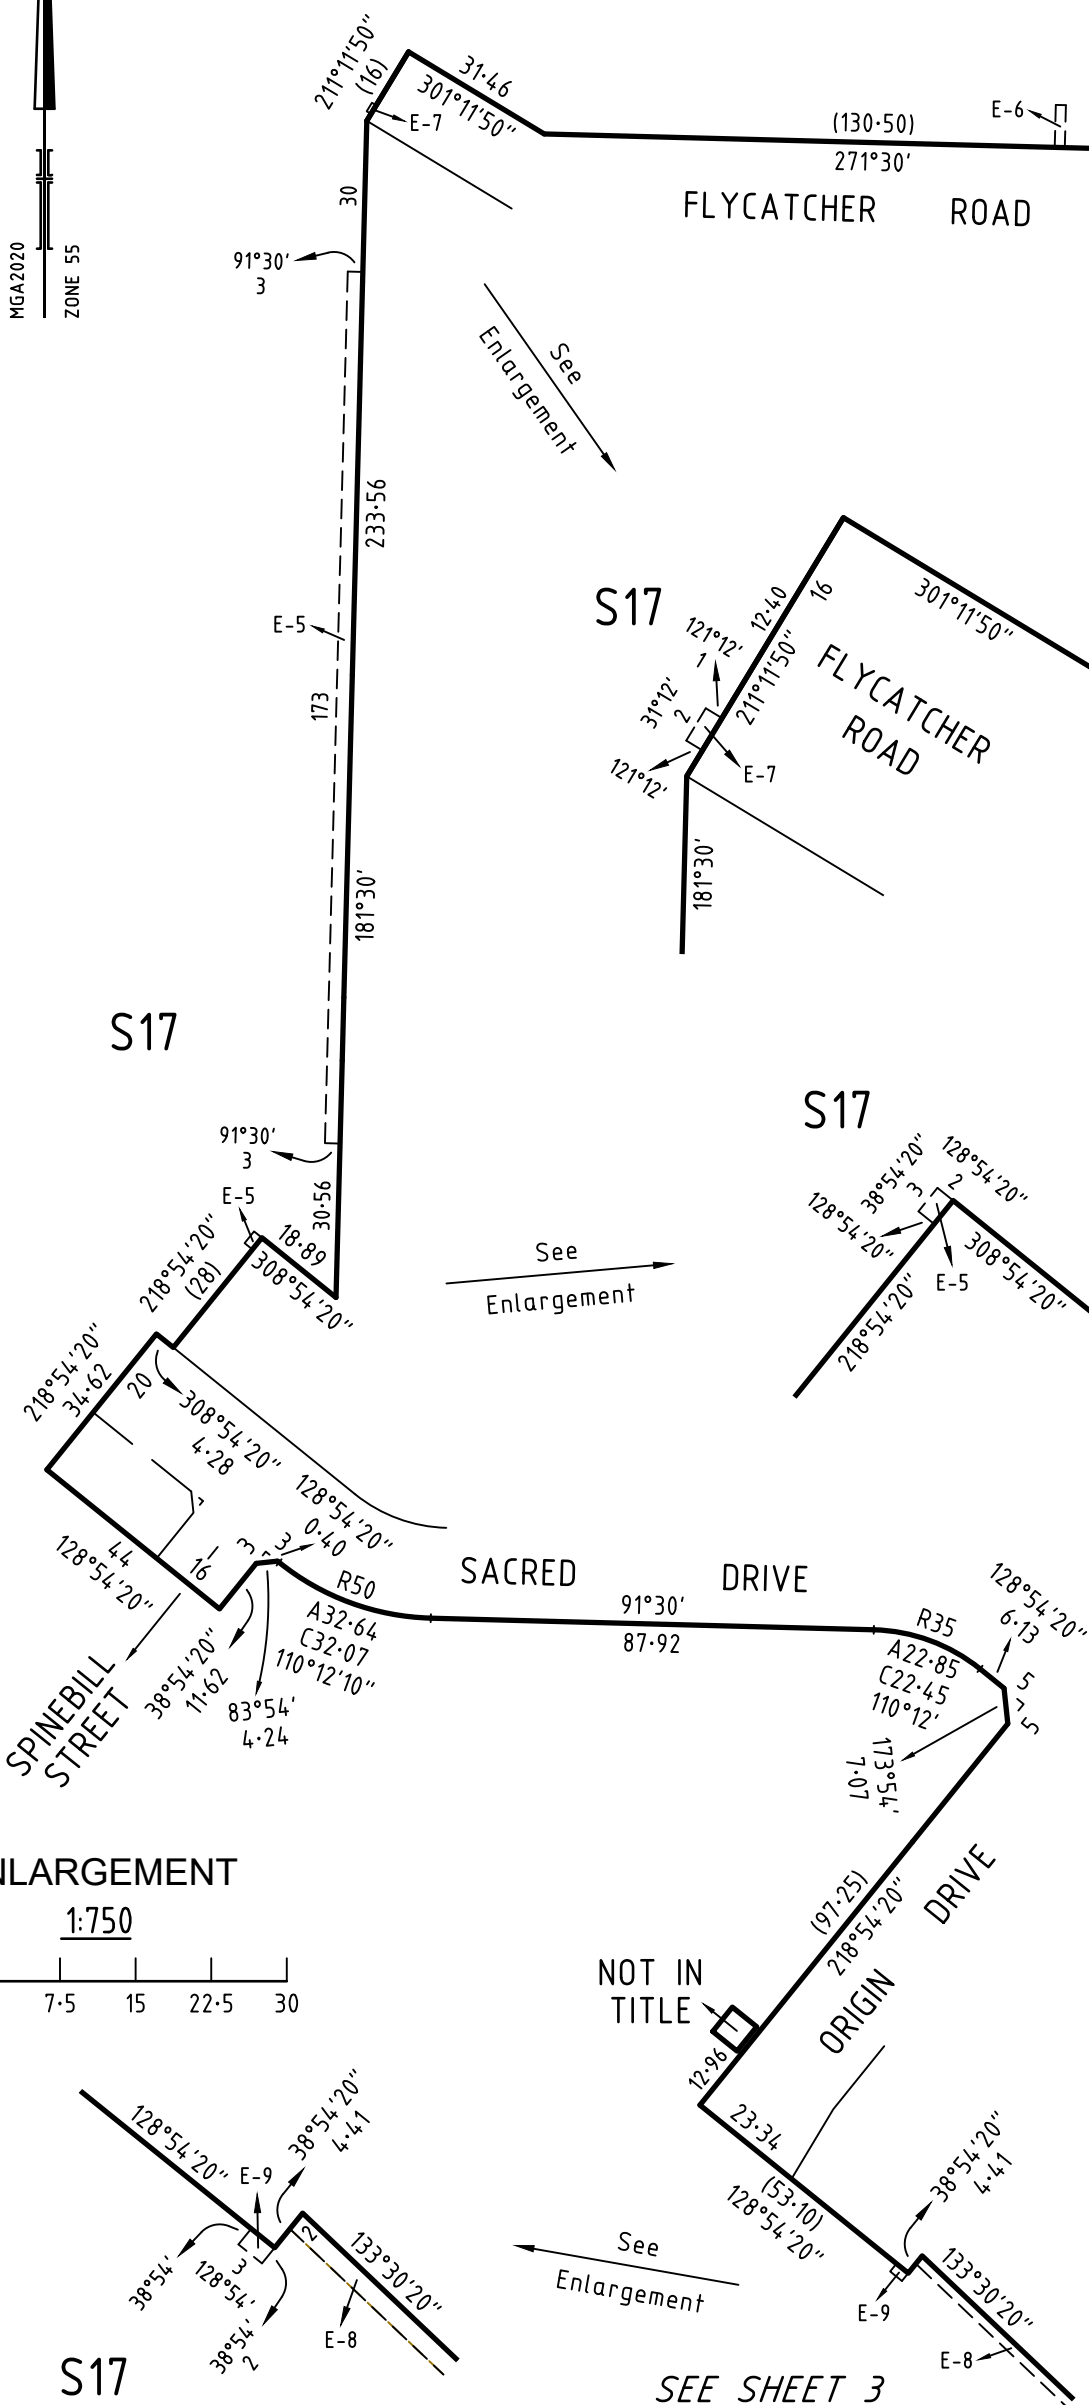 MGA2020
ZONE 55
211°11'50"
(16)
31·46
301°11'50"
E-7
(130·50)
271°30'
E-6
FLYCATCHER ROAD
30
91°30'
3
See
Enlargement
233·56
E-5
173
181°30'
S17
12·40
16
301°11'50"
121°12'
1
31°12'
2
211°11'50"
121°12'
E-7
FLYCATCHER
ROAD
181°30'
S17
91°30'
3
30·56
E-5
18·89
308°54'20"
218°54'20"
(28)
See
Enlargement
S17
128°54'20"
2
38°54'20"
3
128°54'20"
E-5
308°54'20"
218°54'20"
218°54'20"
34·62
20
308°54'20"
4·28
128°54'20"
0·40
3
3
44
128°54'20"
16
SPINEBILL
STREET
38°54'20"
11·62
83°54'
4·24
R50
A32·64
C32·07
110°12'10"
SACRED DRIVE
91°30'
87·92
R35
A22·85
C22·45
110°12'
128°54'20"
6·13
5
5
173°54'
7·07
(97·25)
218°54'20"
ORIGIN DRIVE
NOT IN
TITLE
12·96
23·34
(53·10)
128°54'20"
38°54'20"
4·41
E-9
133°30'20"
E-8
NLARGEMENT
1:750
7·5 15 22·5 30
128°54'20"
E-9
38°54'20"
4·41
2
133°30'20"
38°54'
3
128°54'
38°54'
2
E-8
See
Enlargement
S17
SEE SHEET 3